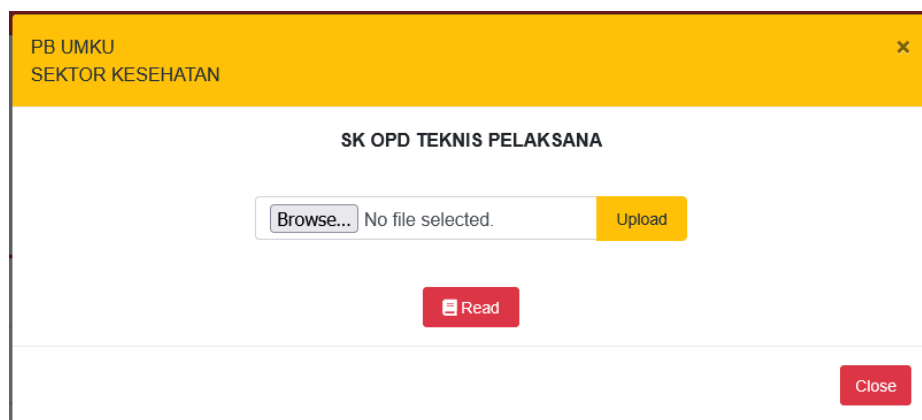 PB UMKU
×
SEKTOR KESEHATAN
SK OPD TEKNIS PELAKSANA
Browse... No file selected. Upload
Read
Close